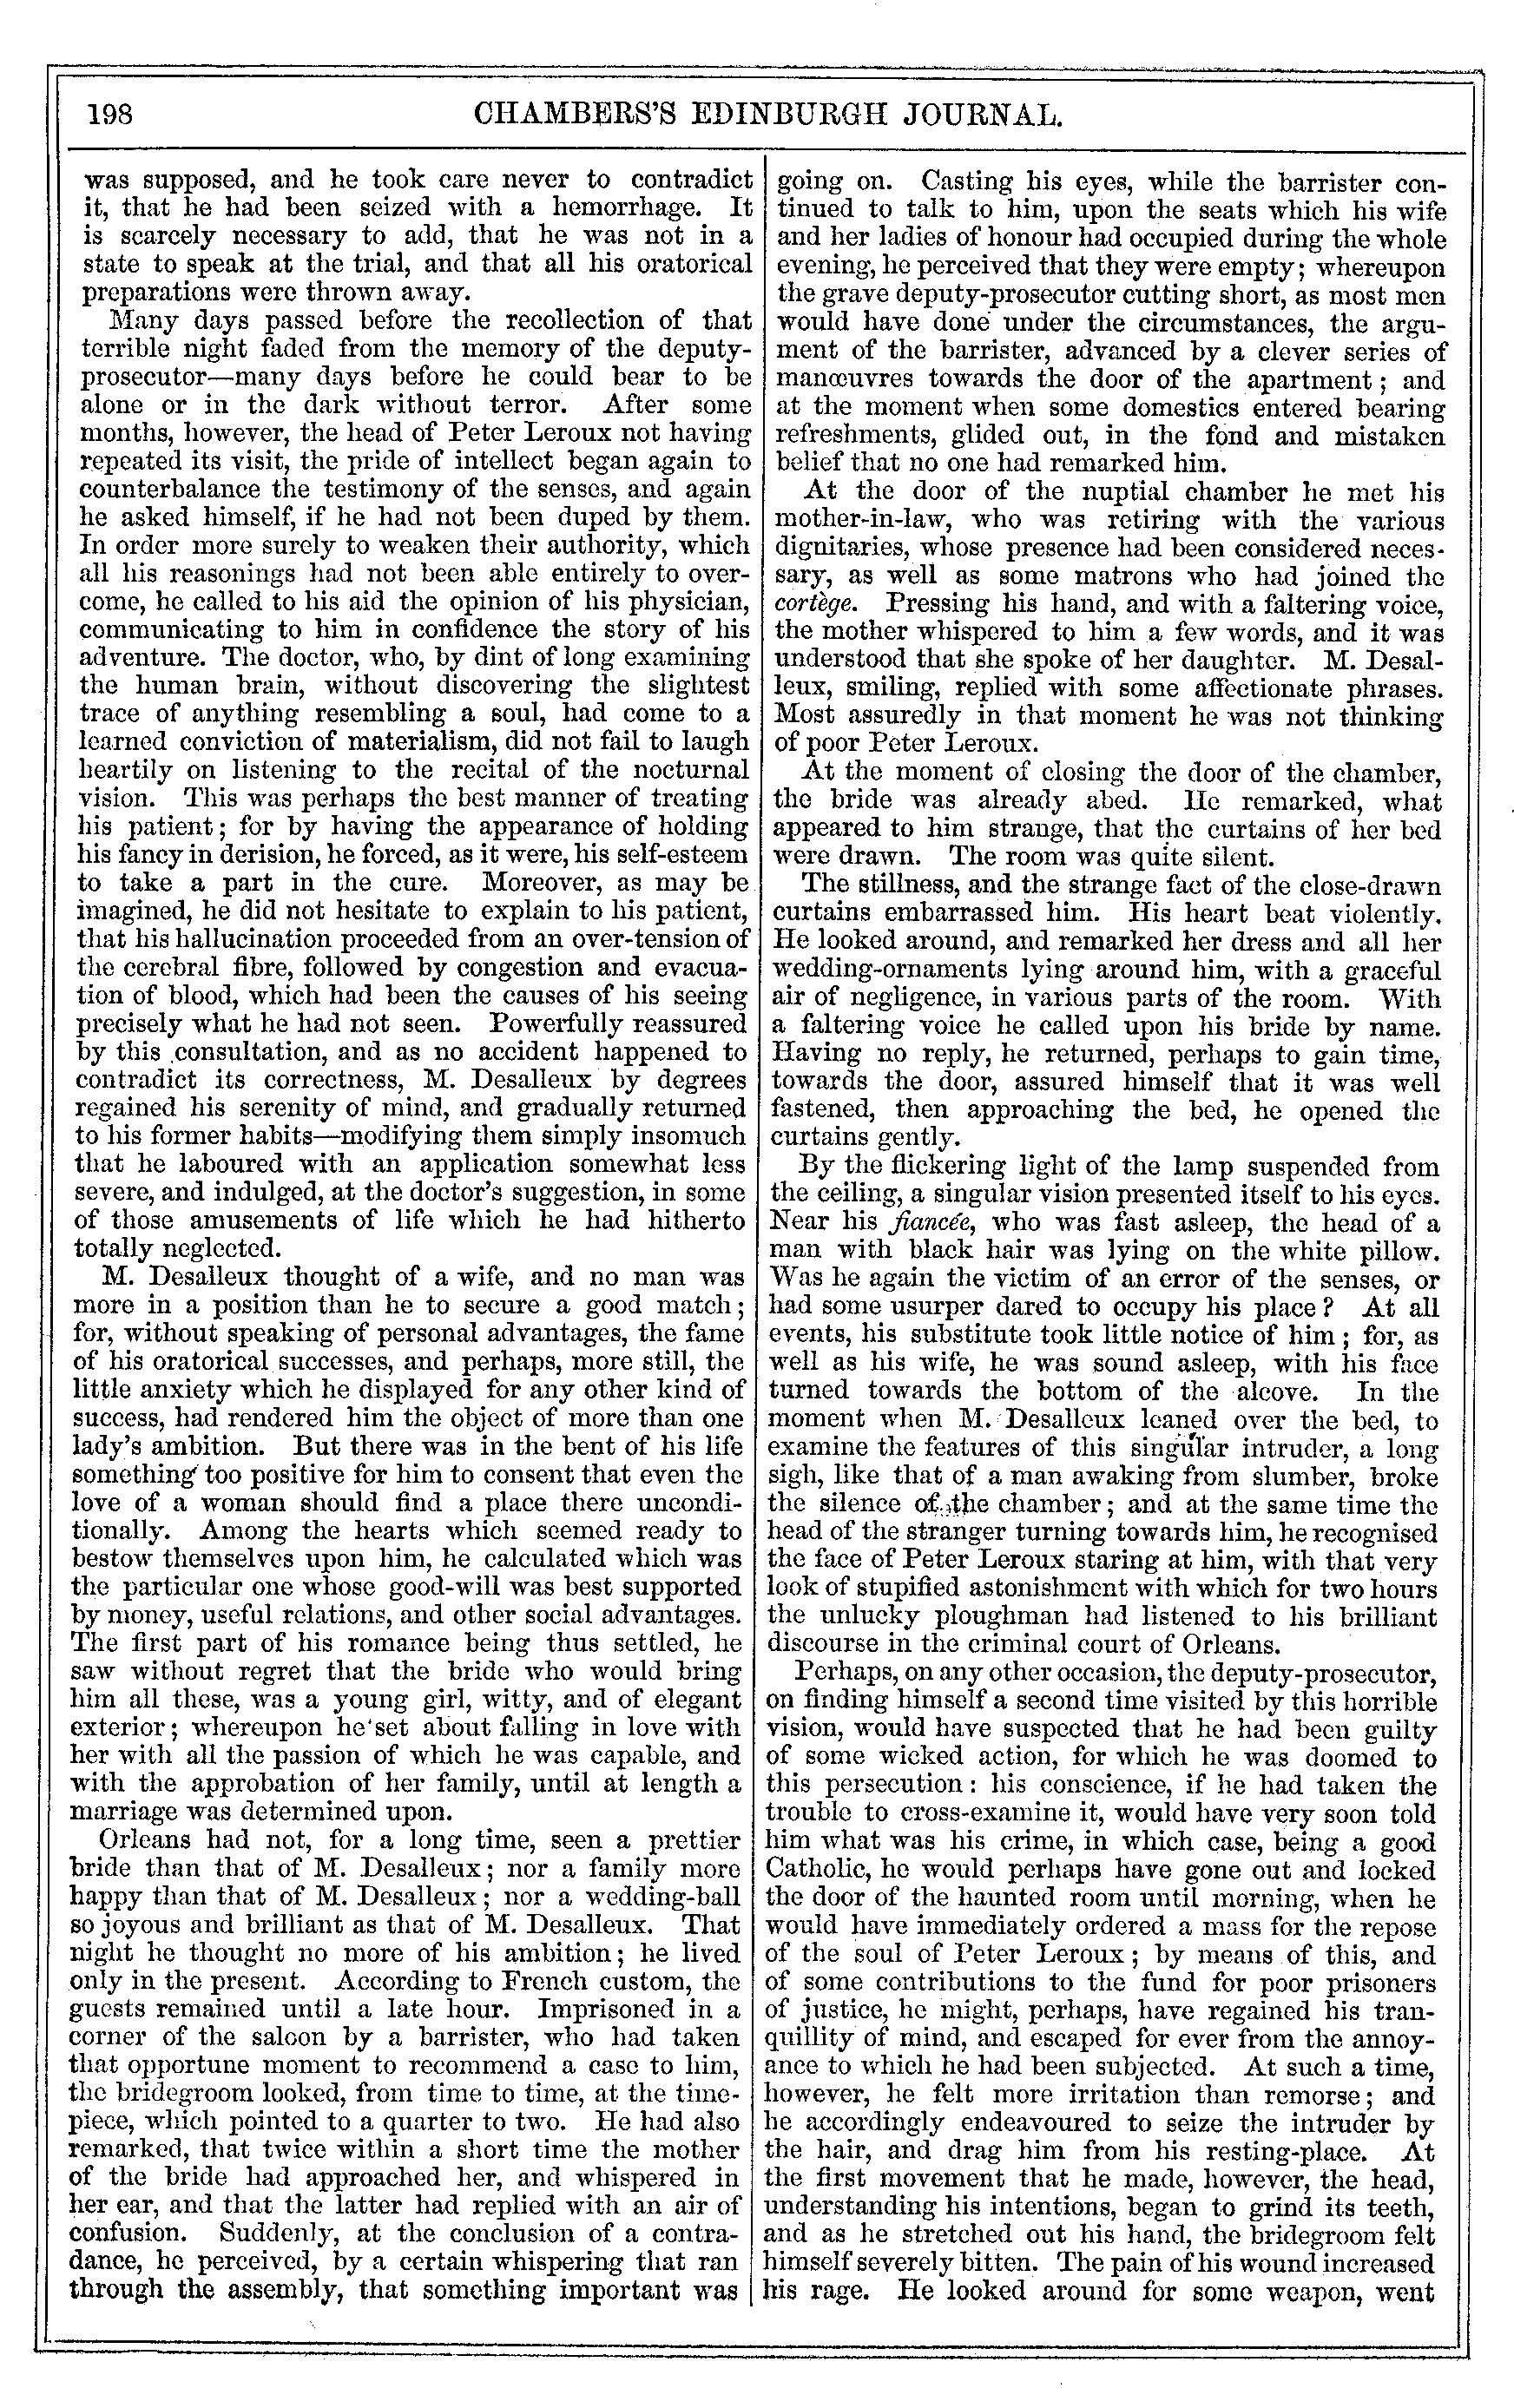 198
CHAMBERS'S EDINBURGH JOURNAL.
was supposed, and he took care never to contradict
it, that he had been seized with a hemorrhage. It
is scarcely necessary to add, that he was not in a
state to speak at the trial, and that all his oratorical
preparations were thrown away.
Many days passed before the recollection of that
terrible night faded from the memory of the deputy-
prosecutor—many days before he could bear to be
alone or in the dark without terror. After some
months, however, the head of Peter Leroux not having
repeated its visit, the pride of intellect began again to
counterbalance the testimony of the senses, and again
he asked himself, if he had not been duped by them.
In order more surely to weaken their authority, which
all his reasonings had not been able entirely to over-
come, he called to his aid the opinion of his physician,
communicating to him in confidence the story of his
adventure. The doctor, who, by dint of long examining
the human brain, without discovering the slightest
trace of anything resembling a soul, had come to a
learned conviction of materialism, did not fail to laugh
heartily on listening to the recital of the nocturnal
vision. This was perhaps the best manner of treating
his patient; for by having the appearance of holding
his fancy in derision, he forced, as it were, his self-esteem
to take a part in the cure. Moreover, as may be
imagined, he did not hesitate to explain to his patient,
that his hallucination proceeded from an over-tension of
the cerebral fibre, followed by congestion and evacua-
tion of blood, which had been the causes of his seeing
precisely what he had not seen. Powerfully reassured
by this consultation, and as no accident happened to
contradict its correctness, M. Desalleux by degrees
regained his serenity of mind, and gradually returned
to his former habits—modifying them simply insomuch
that he laboured with an application somewhat less
severe, and indulged, at the doctor's suggestion, in some
of those amusements of life which he had hitherto
totally neglected.
M. Desalleux thought of a wife, and no man was
more in a position than he to secure a good match;
for, without speaking of personal advantages, the fame
of his oratorical successes, and perhaps, more still, the
little anxiety which he displayed for any other kind of
success, had rendered him the object of more than one
lady's ambition. But there was in the bent of his life
something too positive for him to consent that even the
love of a woman should find a place there uncondi-
tionally. Among the hearts which seemed ready to
bestow themselves upon him, he calculated which was
the particular one whose good-will was best supported
by money, useful relations, and other social advantages.
The first part of his romance being thus settled, he
saw without regret that the bride who would bring
him all these, was a young girl, witty, and of elegant
exterior; whereupon he set about falling in love with
her with all the passion of which he was capable, and
with the approbation of her family, until at length a
marriage was determined upon.
Orleans had not, for a long time, seen a prettier
bride than that of M. Desalleux; nor a family more
happy than that of M. Desalleux; nor a wedding-ball
so joyous and brilliant as that of M. Desalleux. That
night he thought no more of his ambition; he lived
only in the present. According to French custom, the
guests remained until a late hour. Imprisoned in a
corner of the saloon by a barrister, who had taken
that opportune moment to recommend a case to him,
the bridegroom looked, from time to time, at the time-
piece, which pointed to a quarter to two. He had also
remarked, that twice within a short time the mother
of the bride had approached her, and whispered in
her ear, and that the latter had replied with an air of
confusion. Suddenly, at the conclusion of a contra-
dance, he perceived, by a certain whispering that ran
through the assembly, that something important was
going on. Casting his eyes, while the barrister con-
tinued to talk to him, upon the seats which his wife
and her ladies of honour had occupied during the whole
evening, he perceived that they were empty; whereupon
the grave deputy-prosecutor cutting short, as most men
would have done under the circumstances, the argu-
ment of the barrister, advanced by a clever series of
manœuvres towards the door of the apartment; and
at the moment when some domestics entered bearing
refreshments, glided out, in the fond and mistaken
belief that no one had remarked him.
At the door of the nuptial chamber he met his
mother-in-law, who was retiring with the various
dignitaries, whose presence had been considered neces-
sary, as well as some matrons who had joined the
cortège. Pressing his hand, and with a faltering voice,
the mother whispered to him a few words, and it was
understood that she spoke of her daughter. M. Desal-
leux, smiling, replied with some affectionate phrases.
Most assuredly in that moment he was not thinking
of poor Peter Leroux.
At the moment of closing the door of the chamber,
the bride was already abed. He remarked, what
appeared to him strange, that the curtains of her bed
were drawn. The room was quite silent.
The stillness, and the strange fact of the close-drawn
curtains embarrassed him. His heart beat violently.
He looked around, and remarked her dress and all her
wedding-ornaments lying around him, with a graceful
air of negligence, in various parts of the room. With
a faltering voice he called upon his bride by name.
Having no reply, he returned, perhaps to gain time,
towards the door, assured himself that it was well
fastened, then approaching the bed, he opened the
curtains gently.
By the flickering light of the lamp suspended from
the ceiling, a singular vision presented itself to his eyes.
Near his fiancée, who was fast asleep, the head of a
man with black hair was lying on the white pillow.
Was he again the victim of an error of the senses, or
had some usurper dared to occupy his place? At all
events, his substitute took little notice of him; for, as
well as his wife, he was sound asleep, with his face
turned towards the bottom of the alcove. In the
moment when M. Desalleux leaned over the bed, to
examine the features of this singular intruder, a long
sigh, like that of a man awaking from slumber, broke
the silence of the chamber; and at the same time the
head of the stranger turning towards him, he recognised
the face of Peter Leroux staring at him, with that very
look of stupified astonishment with which for two hours
the unlucky ploughman had listened to his brilliant
discourse in the criminal court of Orleans.
Perhaps, on any other occasion, the deputy-prosecutor,
on finding himself a second time visited by this horrible
vision, would have suspected that he had been guilty
of some wicked action, for which he was doomed to
this persecution: his conscience, if he had taken the
trouble to cross-examine it, would have very soon told
him what was his crime, in which case, being a good
Catholic, he would perhaps have gone out and locked
the door of the haunted room until morning, when he
would have immediately ordered a mass for the repose
of the soul of Peter Leroux; by means of this, and
of some contributions to the fund for poor prisoners
of justice, he might, perhaps, have regained his tran-
quillity of mind, and escaped for ever from the annoy-
ance to which he had been subjected. At such a time,
however, he felt more irritation than remorse; and
he accordingly endeavoured to seize the intruder by
the hair, and drag him from his resting-place. At
the first movement that he made, however, the head,
understanding his intentions, began to grind its teeth,
and as he stretched out his hand, the bridegroom felt
himself severely bitten. The pain of his wound increased
his rage. He looked around for some weapon, went